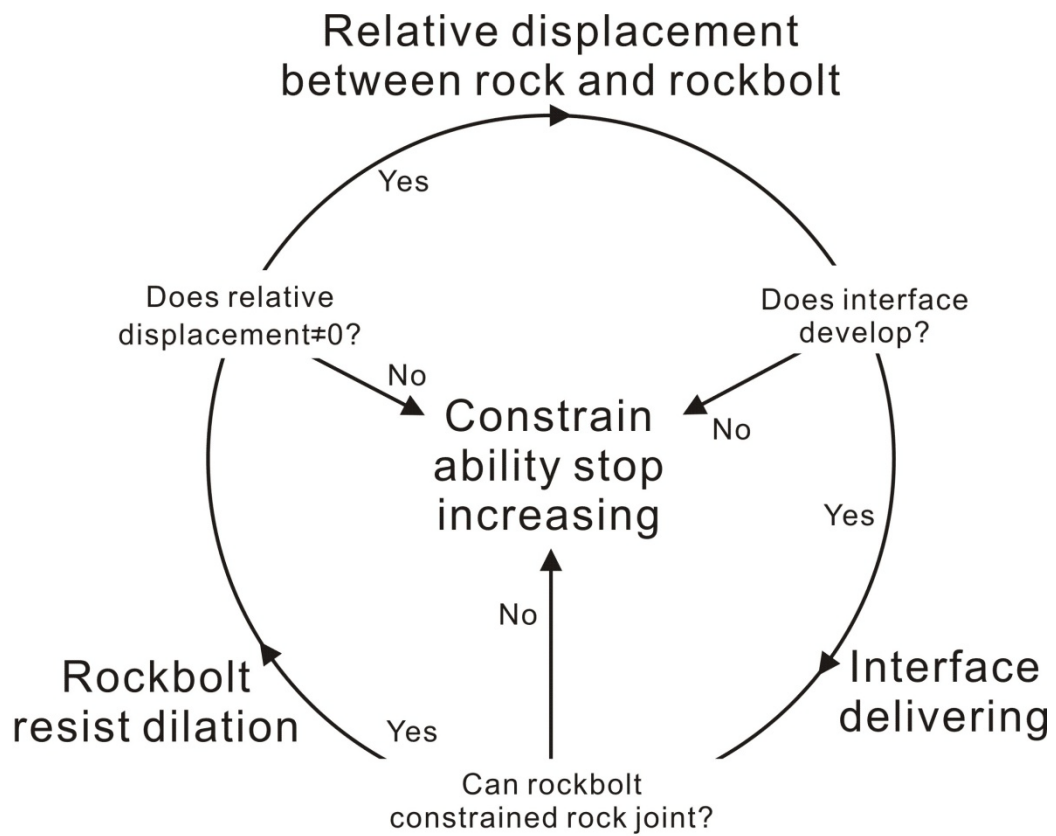 Relative displacement
between rock and rockbolt
Yes
Does relative
displacement≠0?
Does interface
develop?
No
No
Constrain
ability stop
increasing
Yes
No
Rockbolt
resist dilation
Interface
delivering
Yes
Can rockbolt
constrained rock joint?